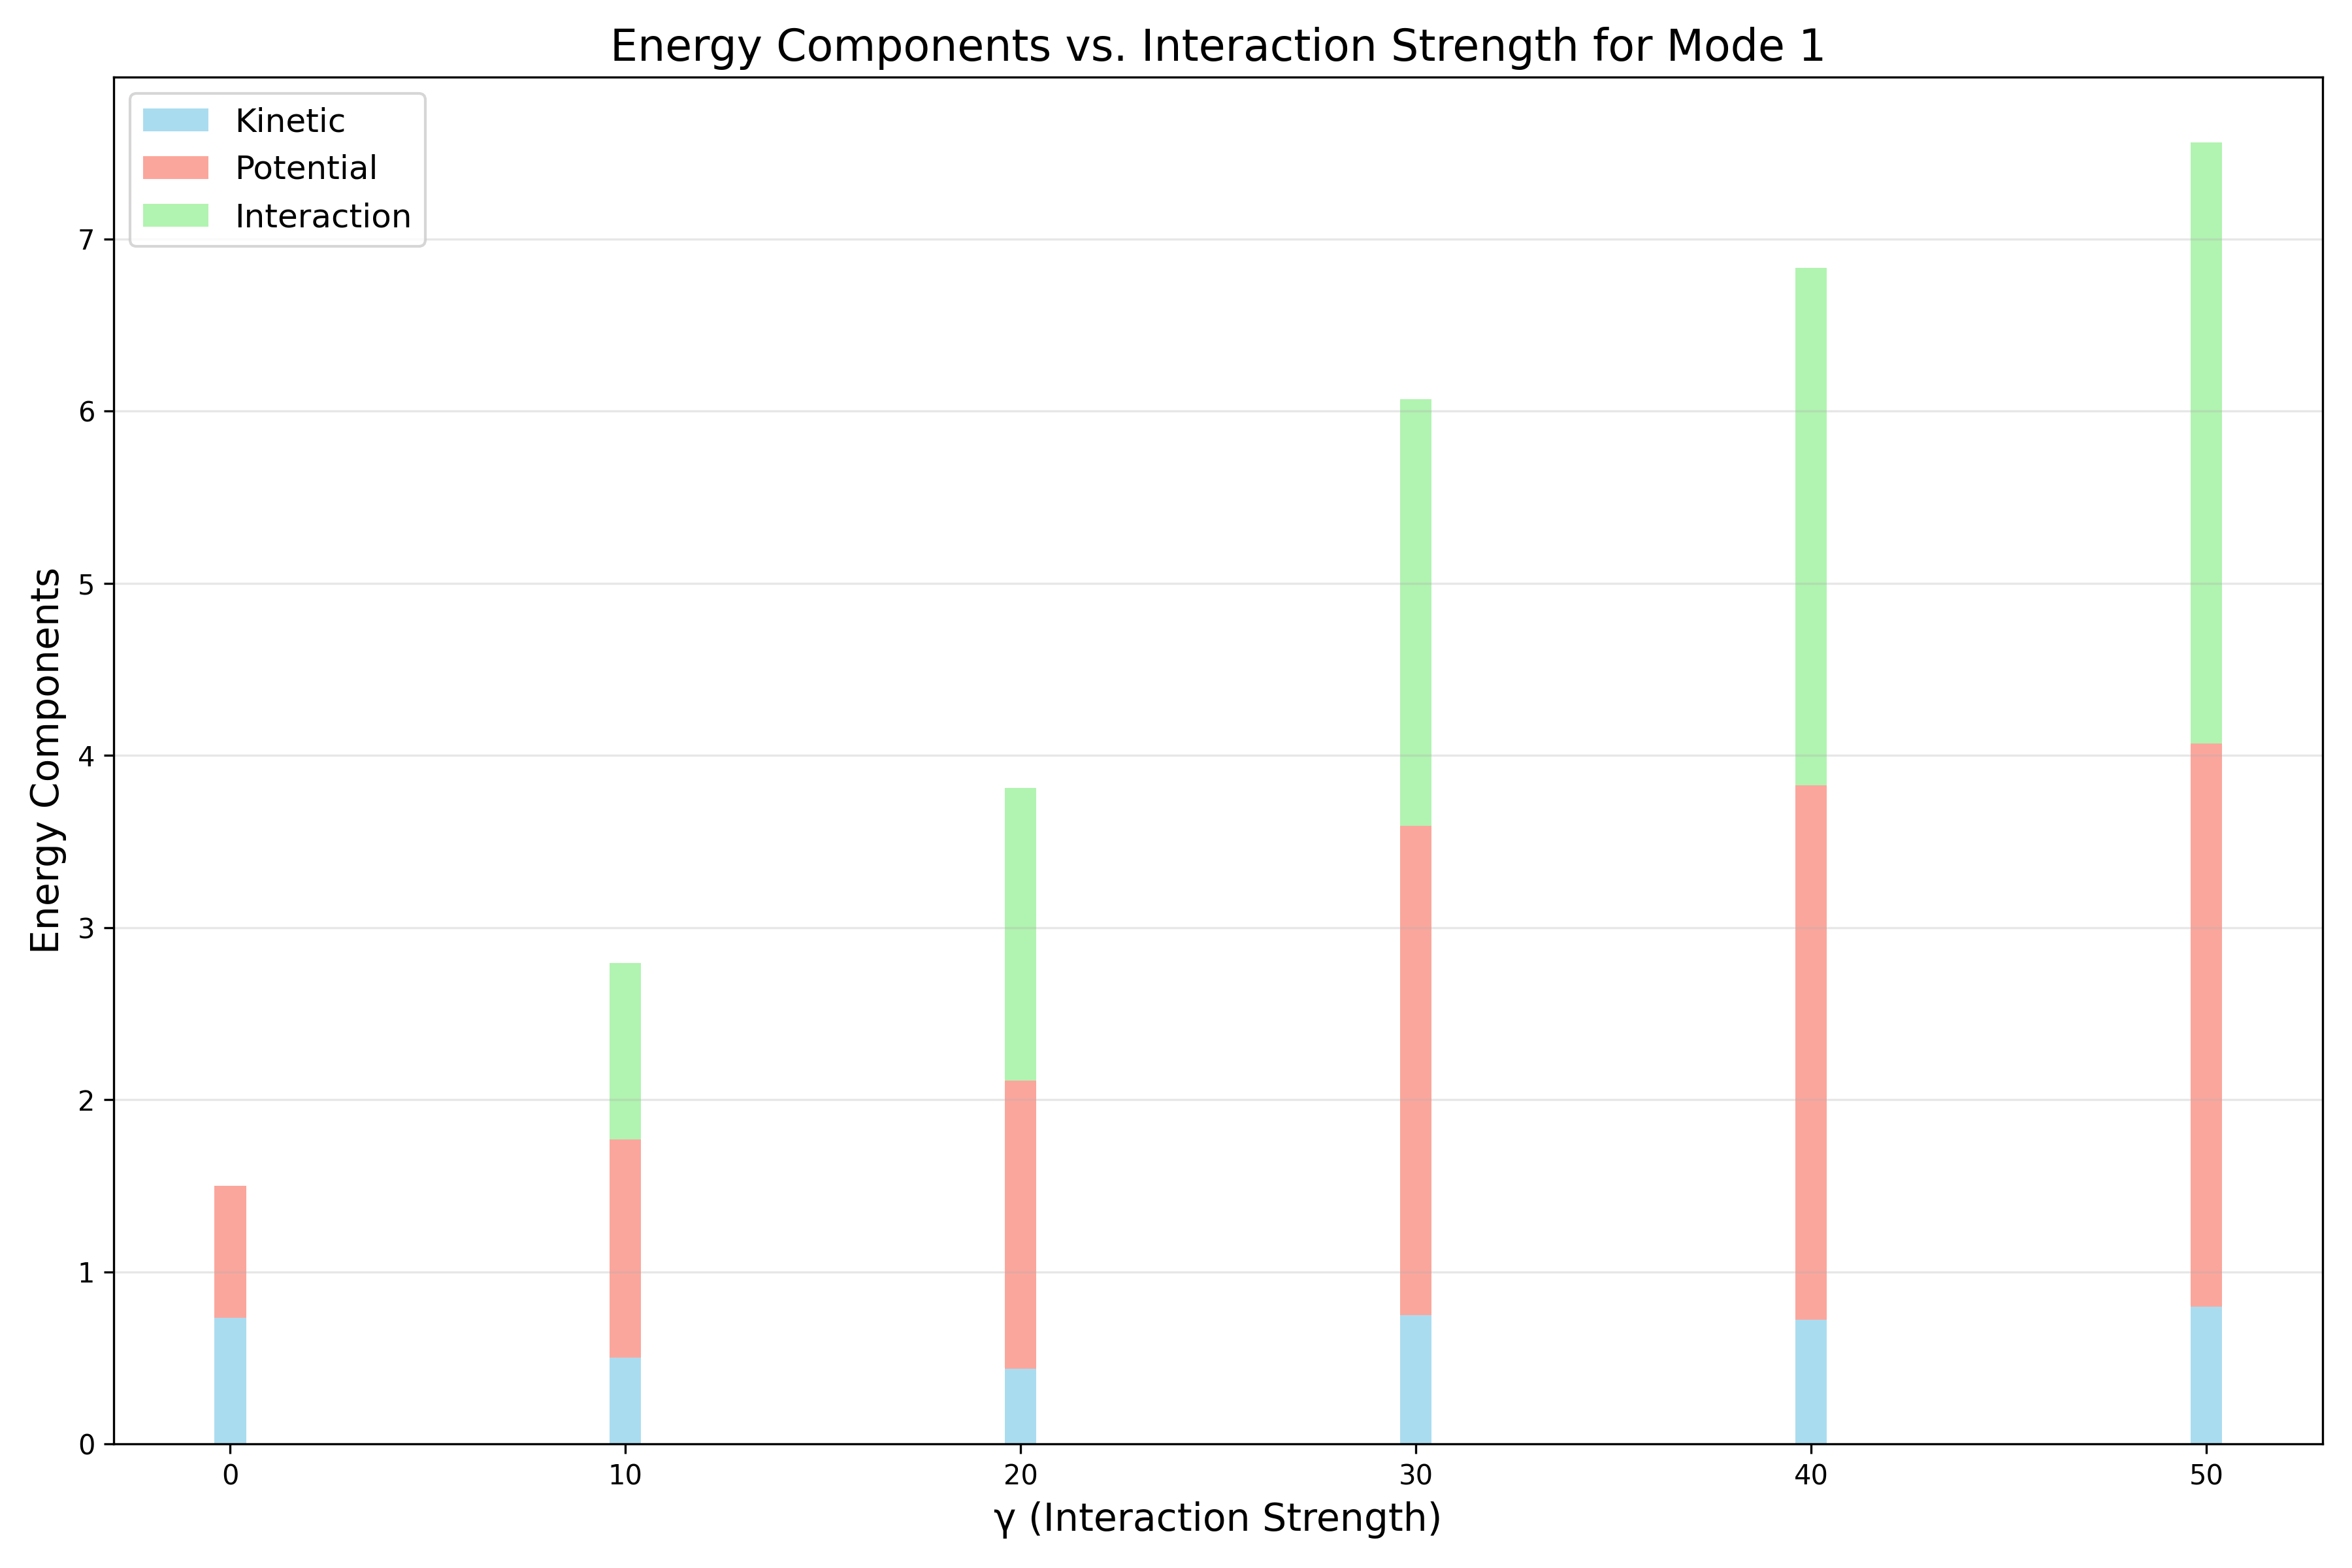 Energy Components vs. Interaction Strength for Mode 1
Kinetic
Potential
Interaction
Energy Components
7
6
5
4
3
2
1
0
0 10 20 30 40 50
γ (Interaction Strength)